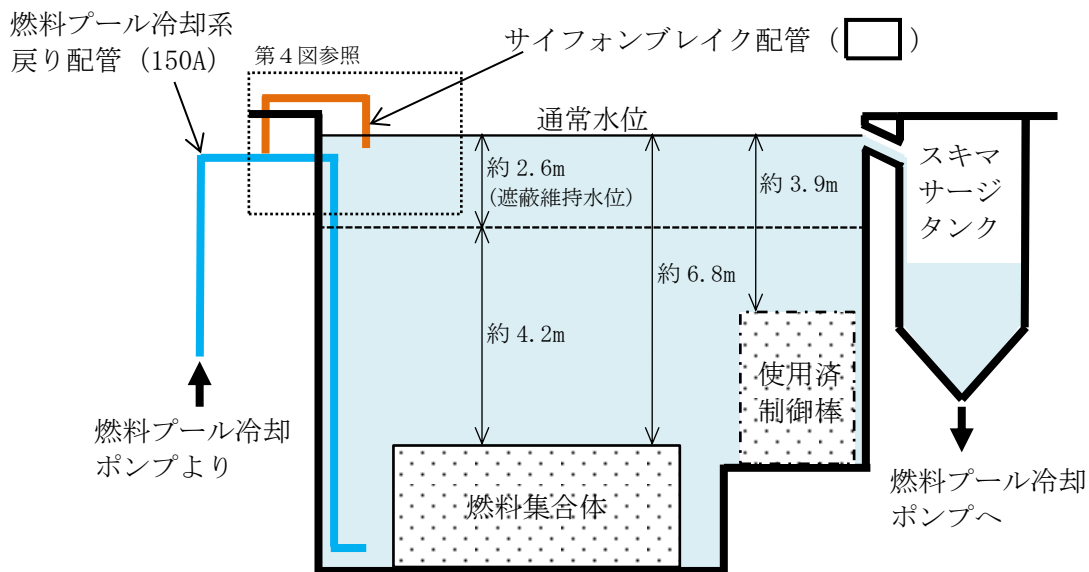 燃料プール冷却系
戻り配管 (150A)
第4図参照
サイフォンブレイク配管 (　)
通常水位
約 2.6m
(遮蔽維持水位)
約 3.9m
スキマ
サージ
タンク
約 6.8m
約 4.2m
使用済
制御棒
燃料プール冷却
ポンプより
燃料集合体
燃料プール冷却
ポンプへ